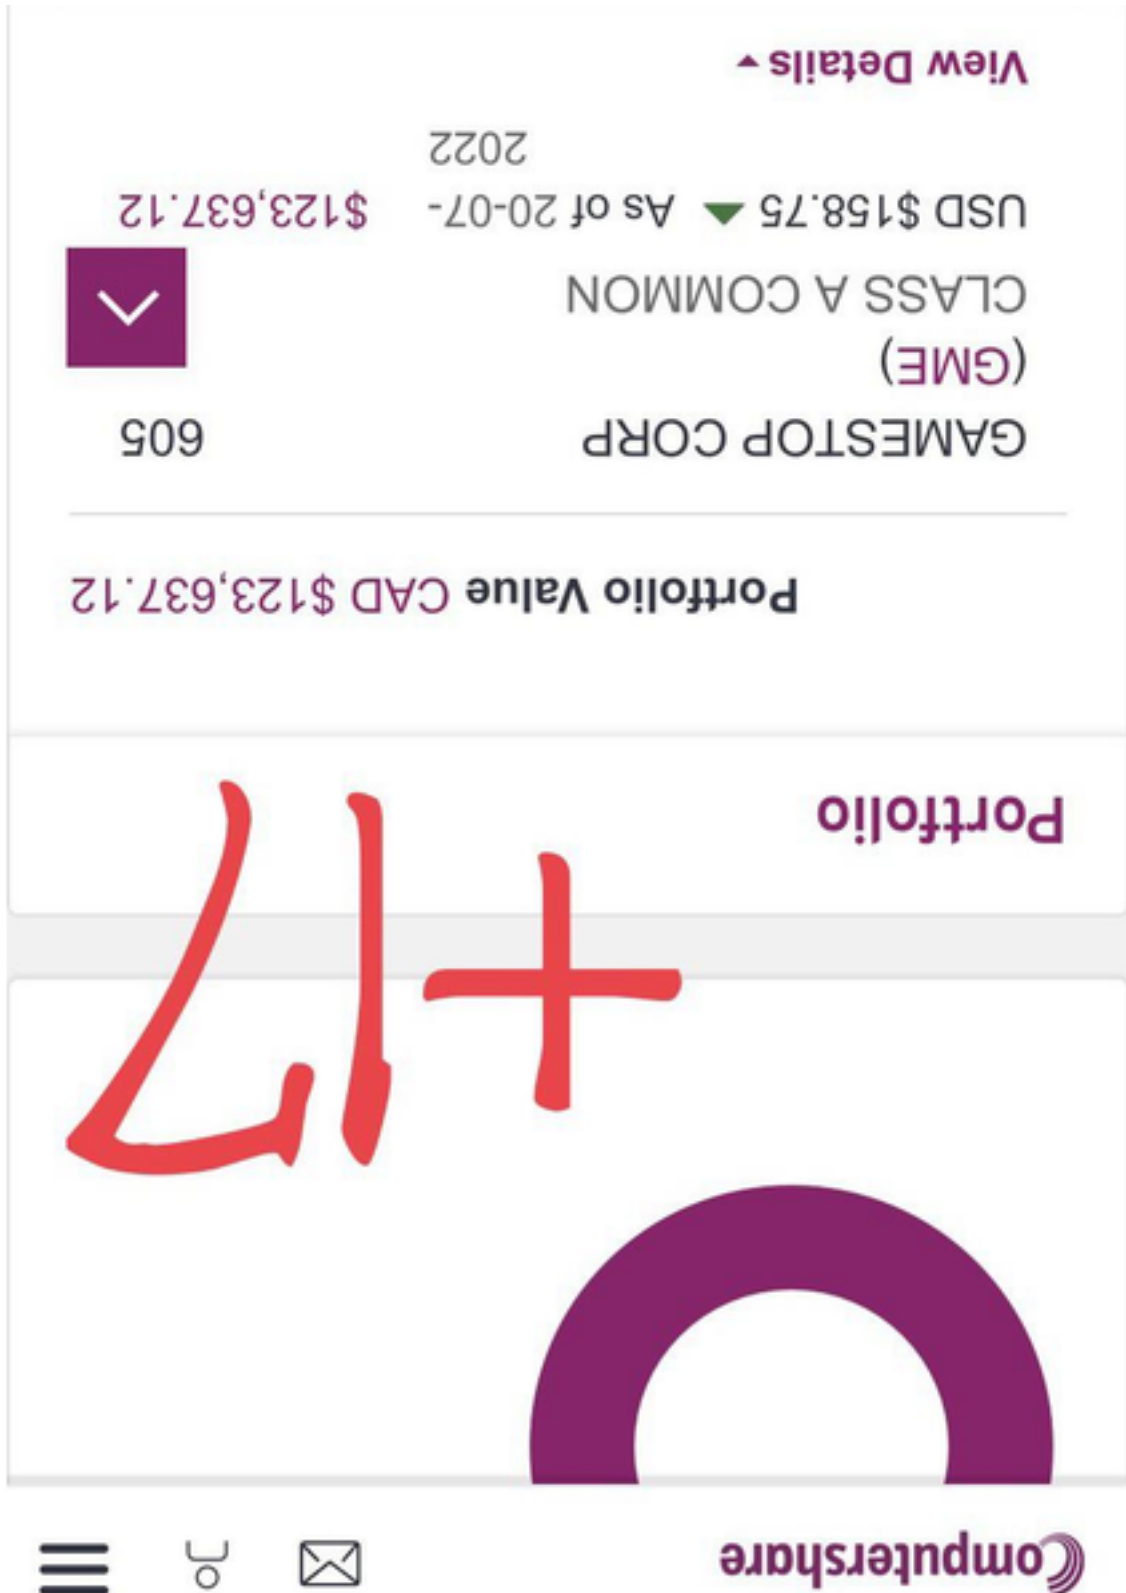 Computershare
+17
Portfolio
Portfolio Value CAD $123,637.12
GAMESTOP CORP 605
(GME)
CLASS A COMMON
USD $158.75 As of 20-07- $123,637.12
2022
View Details